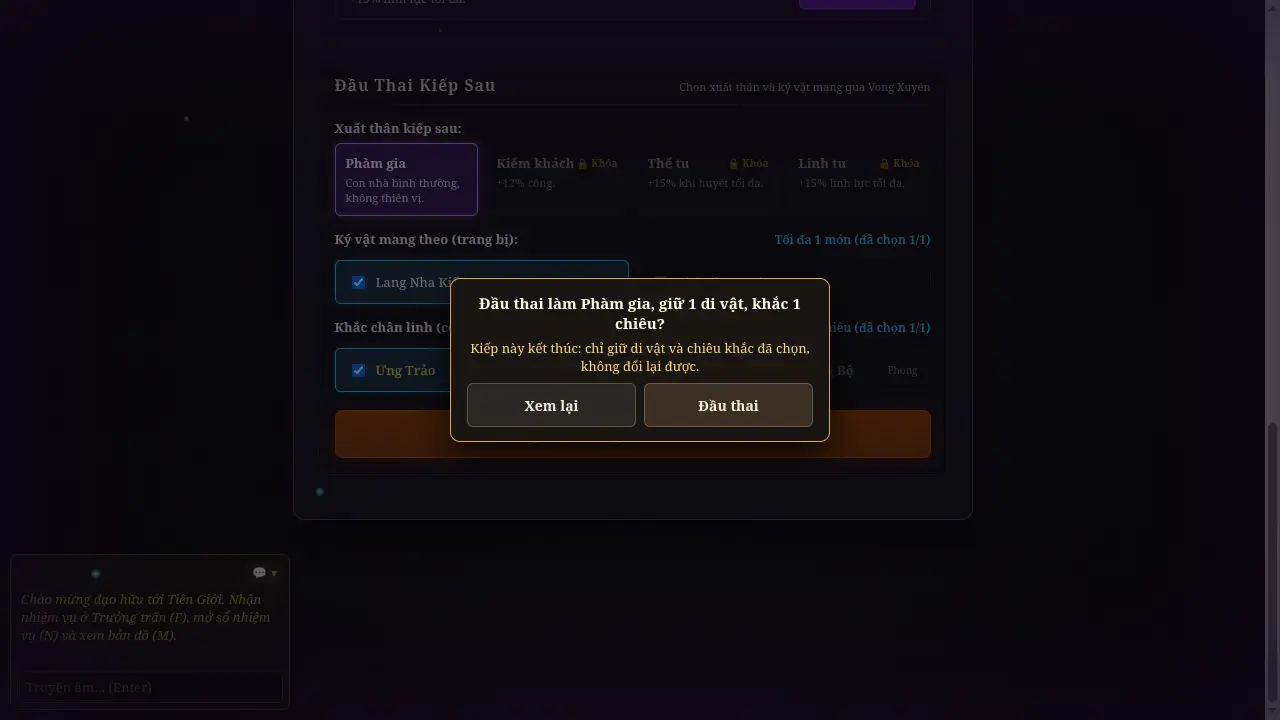 +15% linh lực tối đa.
Đầu Thai Kiếp Sau
Chọn xuất thân và ký vật mang qua Vong Xuyên
Xuất thân kiếp sau:
Phàm gia
Con nhà bình thường,
không thiên vị.
Kiếm khách 🔒 Khóa
+12% công.
Thể tu 🔒 Khóa
+15% khí huyết tối đa.
Linh tu 🔒 Khóa
+15% linh lực tối đa.
Ký vật mang theo (trang bị):
Tối đa 1 món (đã chọn 1/1)
Lang Nha
Đầu thai làm Phàm gia, giữ 1 di vật, khắc 1
chiêu?
Kiếp này kết thúc: chỉ giữ di vật và chiêu khắc đã chọn,
không đổi lại được.
Xem lại
Đầu thai
Khắc chân linh
(đã chọn 1/1)
Ưng Trảo
Bộ
Phong
💬 ▾
Chào mừng đạo hữu tới Tiên Giới. Nhận
nhiệm vụ ở Trưởng trấn (F), mở sổ nhiệm
vụ (N) và xem bản đồ (M).
Truyền âm... (Enter)